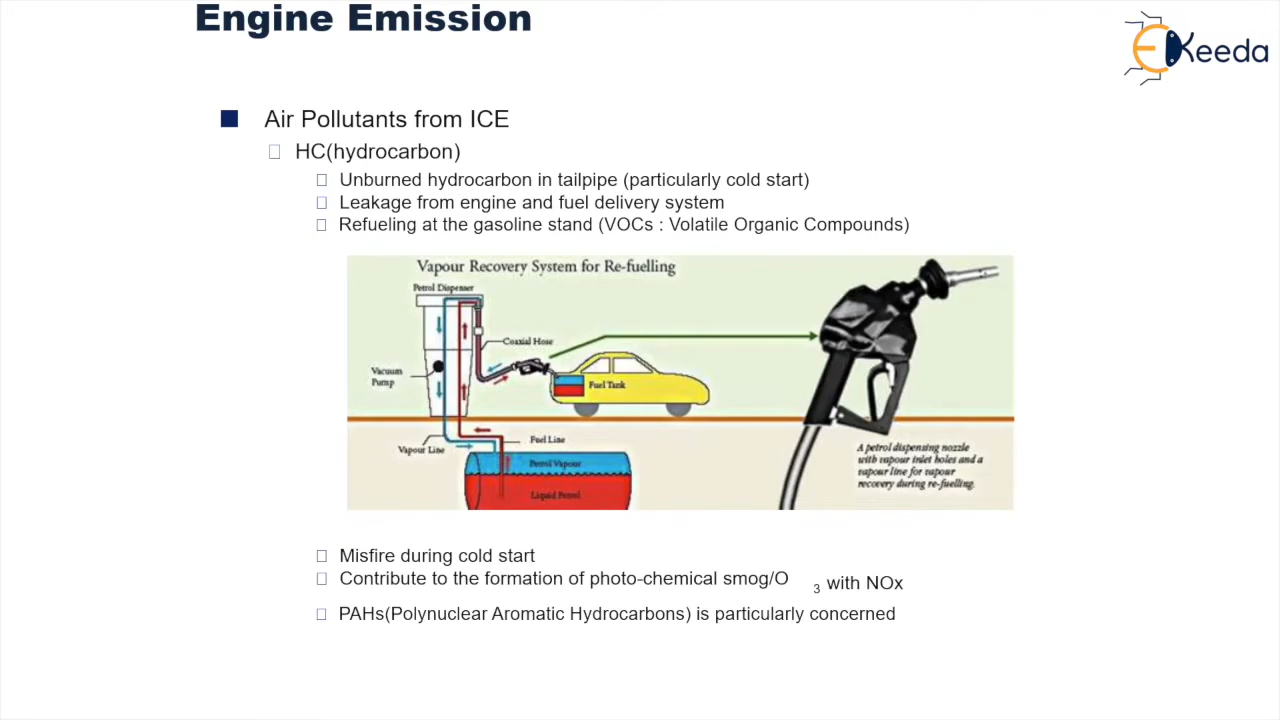 Engine Emission
EKeeda
Air Pollutants from ICE
HC(hydrocarbon)
Unburned hydrocarbon in tailpipe (particularly cold start)
Leakage from engine and fuel delivery system
Refueling at the gasoline stand (VOCs : Volatile Organic Compounds)
Vapour Recovery System for Re-fuelling
Petrol Dispenser
Coaxial Hose
Vacuum
Pump
Fuel Tank
Vapour Line
Fuel Line
Petrol Vapour
Liquid Petrol
A petrol dispensing nozzle
with vapour inlet holes and a
vapour line for vapour
recovery during re-fuelling.
Misfire during cold start
Contribute to the formation of photo-chemical smog/O3 with NOx
PAHs(Polynuclear Aromatic Hydrocarbons) is particularly concerned